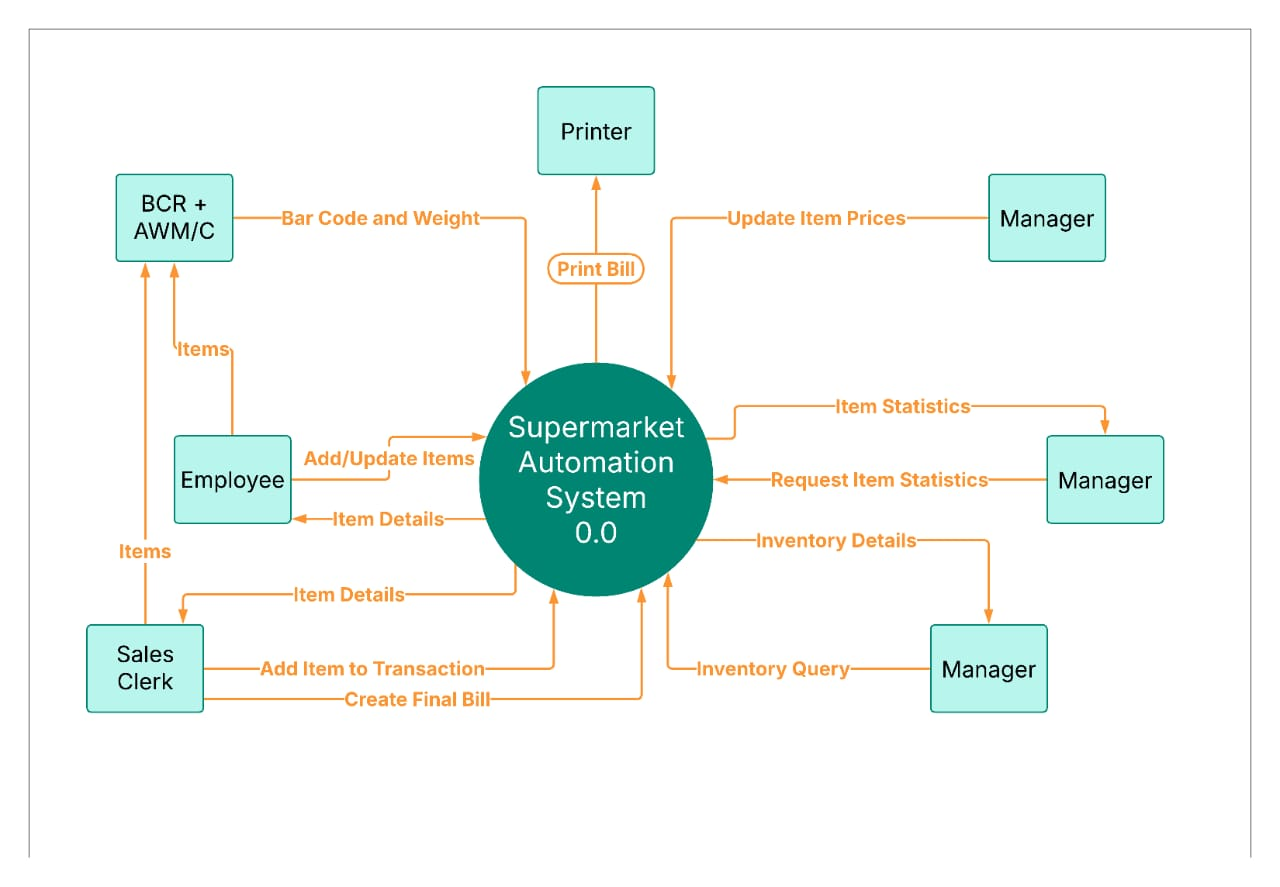 Printer
BCR +
AWM/C
Bar Code and Weight
Update Item Prices
Manager
Print Bill
Items
Item Statistics
Supermarket
Automation
System
0.0
Employee
Add/Update Items
Request Item Statistics
Manager
Item Details
Inventory Details
Items
Item Details
Sales
Clerk
Add Item to Transaction
Inventory Query
Manager
Create Final Bill